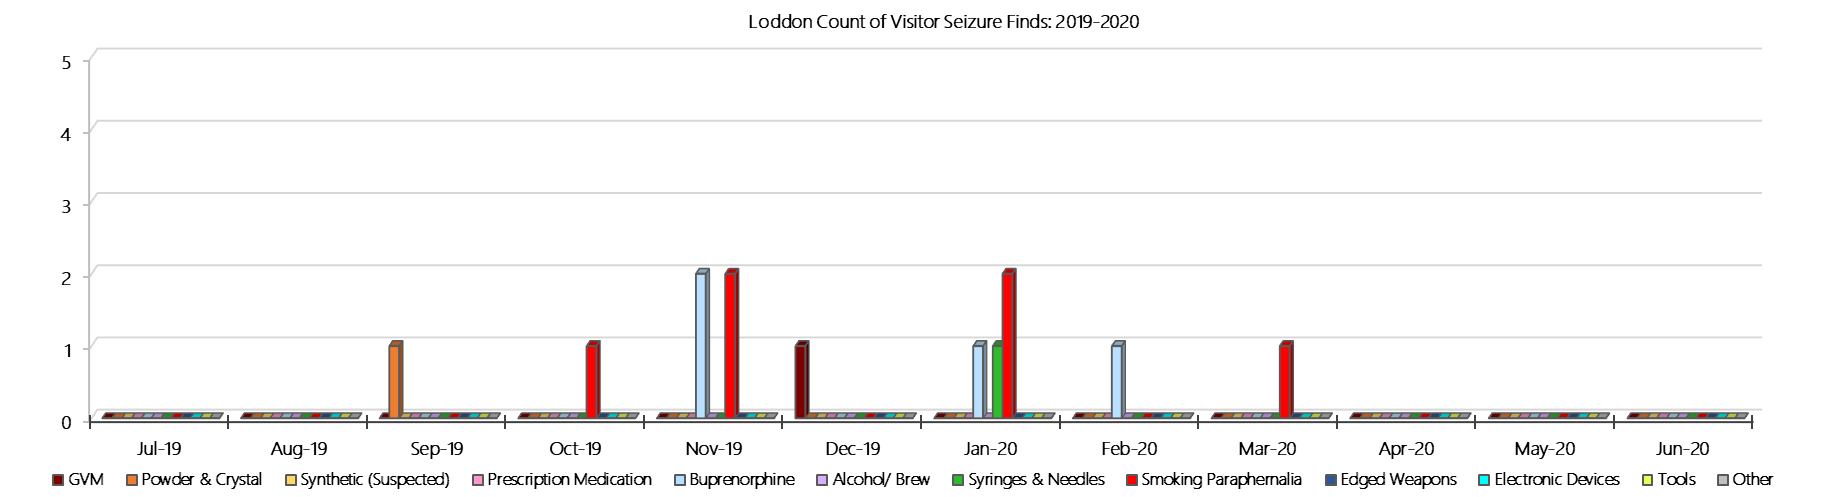 Loddon Count of Visitor Seizure Finds: 2019-2020
5
4
3
2
1
0
Jul-19 Aug-19 Sep-19 Oct-19 Nov-19 Dec-19 Jan-20 Feb-20 Mar-20 Apr-20 May-20 Jun-20
GVM Powder & Crystal Synthetic (Suspected) Prescription Medication Buprenorphine Alcohol/ Brew Syringes & Needles Smoking Paraphernalia Edged Weapons Electronic Devices Tools Other